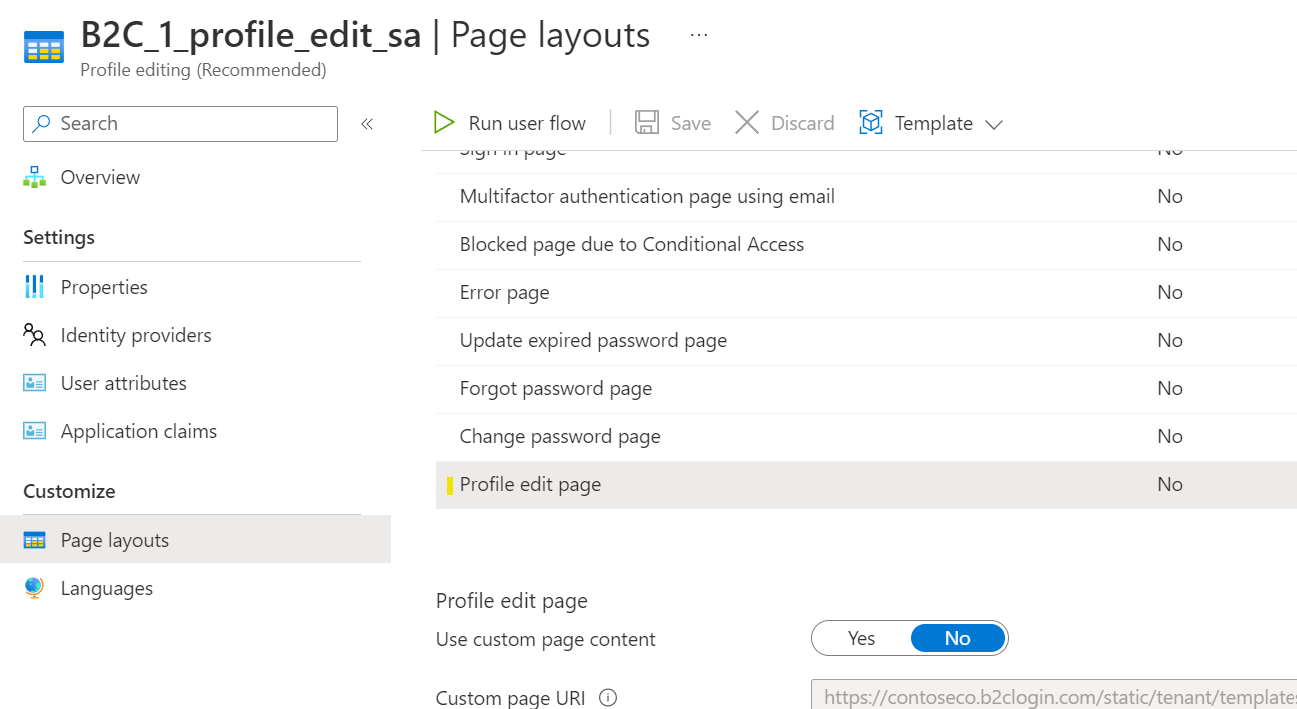 B2C_1_profile_edit_sa | Page layouts ...
Profile editing (Recommended)
Search «
Overview
Settings
Properties
Identity providers
User attributes
Application claims
Customize
Page layouts
Languages
Run user flow Save Discard Template
Sign in page No
Multifactor authentication page using email No
Blocked page due to Conditional Access No
Error page No
Update expired password page No
Forgot password page No
Change password page No
Profile edit page No
Profile edit page
Use custom page content Yes No
Custom page URI https://contoseco.b2clogin.com/static/tenant/templates